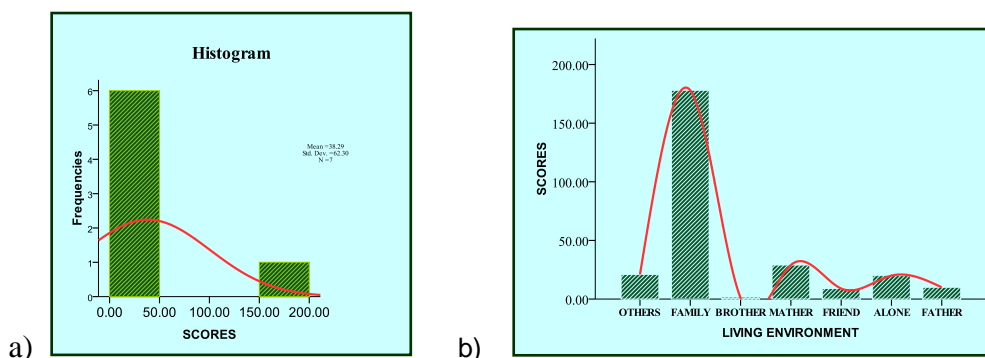 Histogram
6
5
4
3
2
1
0
Frequencies
Mean =38.29
Std. Dev. =62.30
N =7
0.00 50.00 100.00 150.00 200.00
SCORES
a)
200.00
150.00
100.00
50.00
0.00
SCORES
OTHERS FAMILY BROTHER MATHER FRIEND ALONE FATHER
LIVING ENVIRONMENT
b)